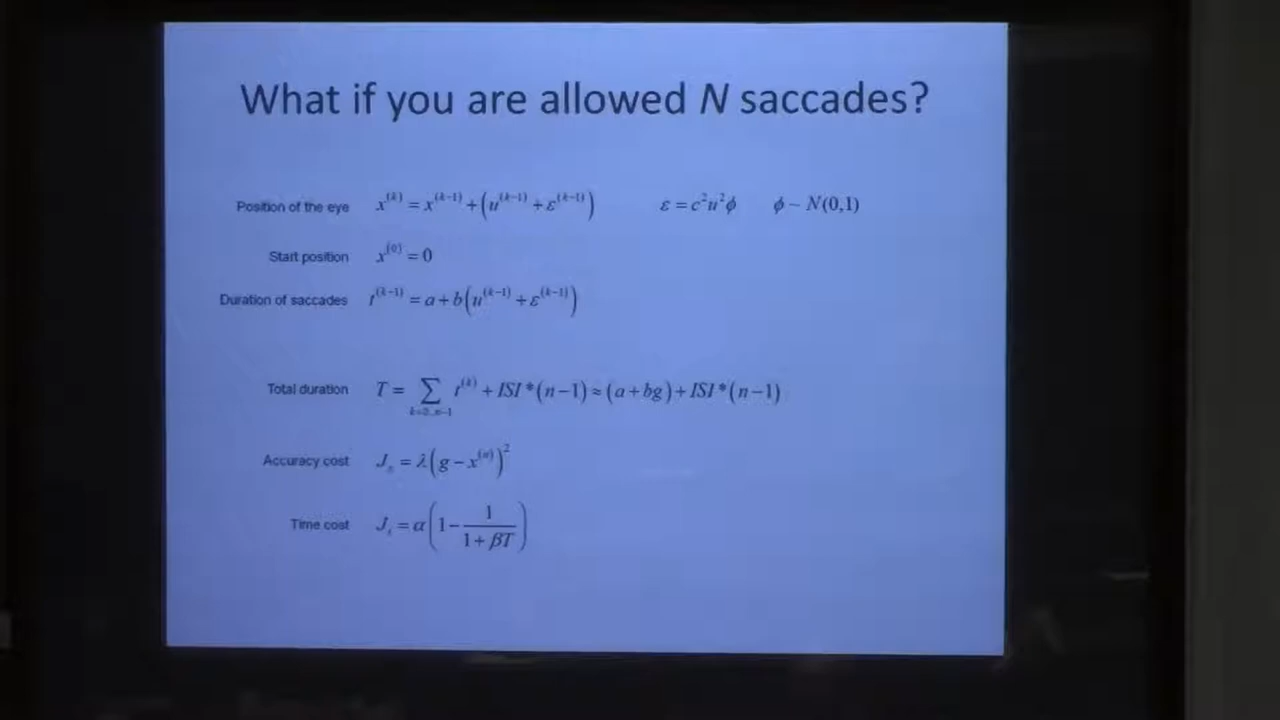 What if you are allowed N saccades?
Position of the eye x^(k) = x^(k−1) + (u^(k−1) + ε^(k−1)) ε = c²u²ϕ ϕ ~ N(0,1)
Start position x^(0) = 0
Duration of saccades t^(k−1) = a + b(u^(k−1) + ε^(k−1))
Total duration T = ∑_{k=0..n−1} t^(k) + ISI*(n−1) ≈ (a + bg) + ISI*(n−1)
Accuracy cost J_x = λ(g − x^(n))²
Time cost J_t = α(1 − 1/(1 + βT))